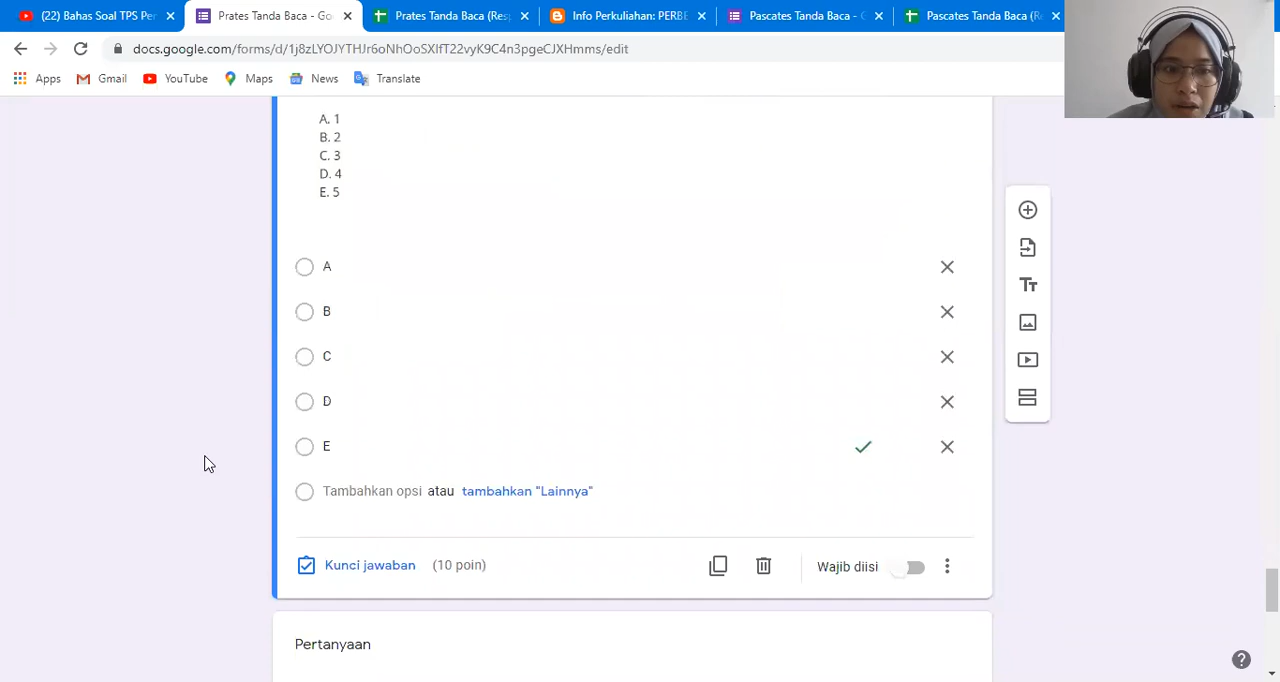 (22) Bahas Soal TPS Per
Prates Tanda Baca - Go
Prates Tanda Baca (Resp
Info Perkuliahan: PERBE
Pascates Tanda Baca - G
Pascates Tanda Baca (R
docs.google.com/forms/d/1j8zLYOJYTHJr6oNhOoSXlfT22vyK9C4n3pgeCJXHmms/edit
Apps
Gmail
YouTube
Maps
News
Translate
A. 1
B. 2
C. 3
D. 4
E. 5
A
B
C
D
E
Tambahkan opsi atau tambahkan "Lainnya"
Kunci jawaban (10 poin)
Wajib diisi
Pertanyaan